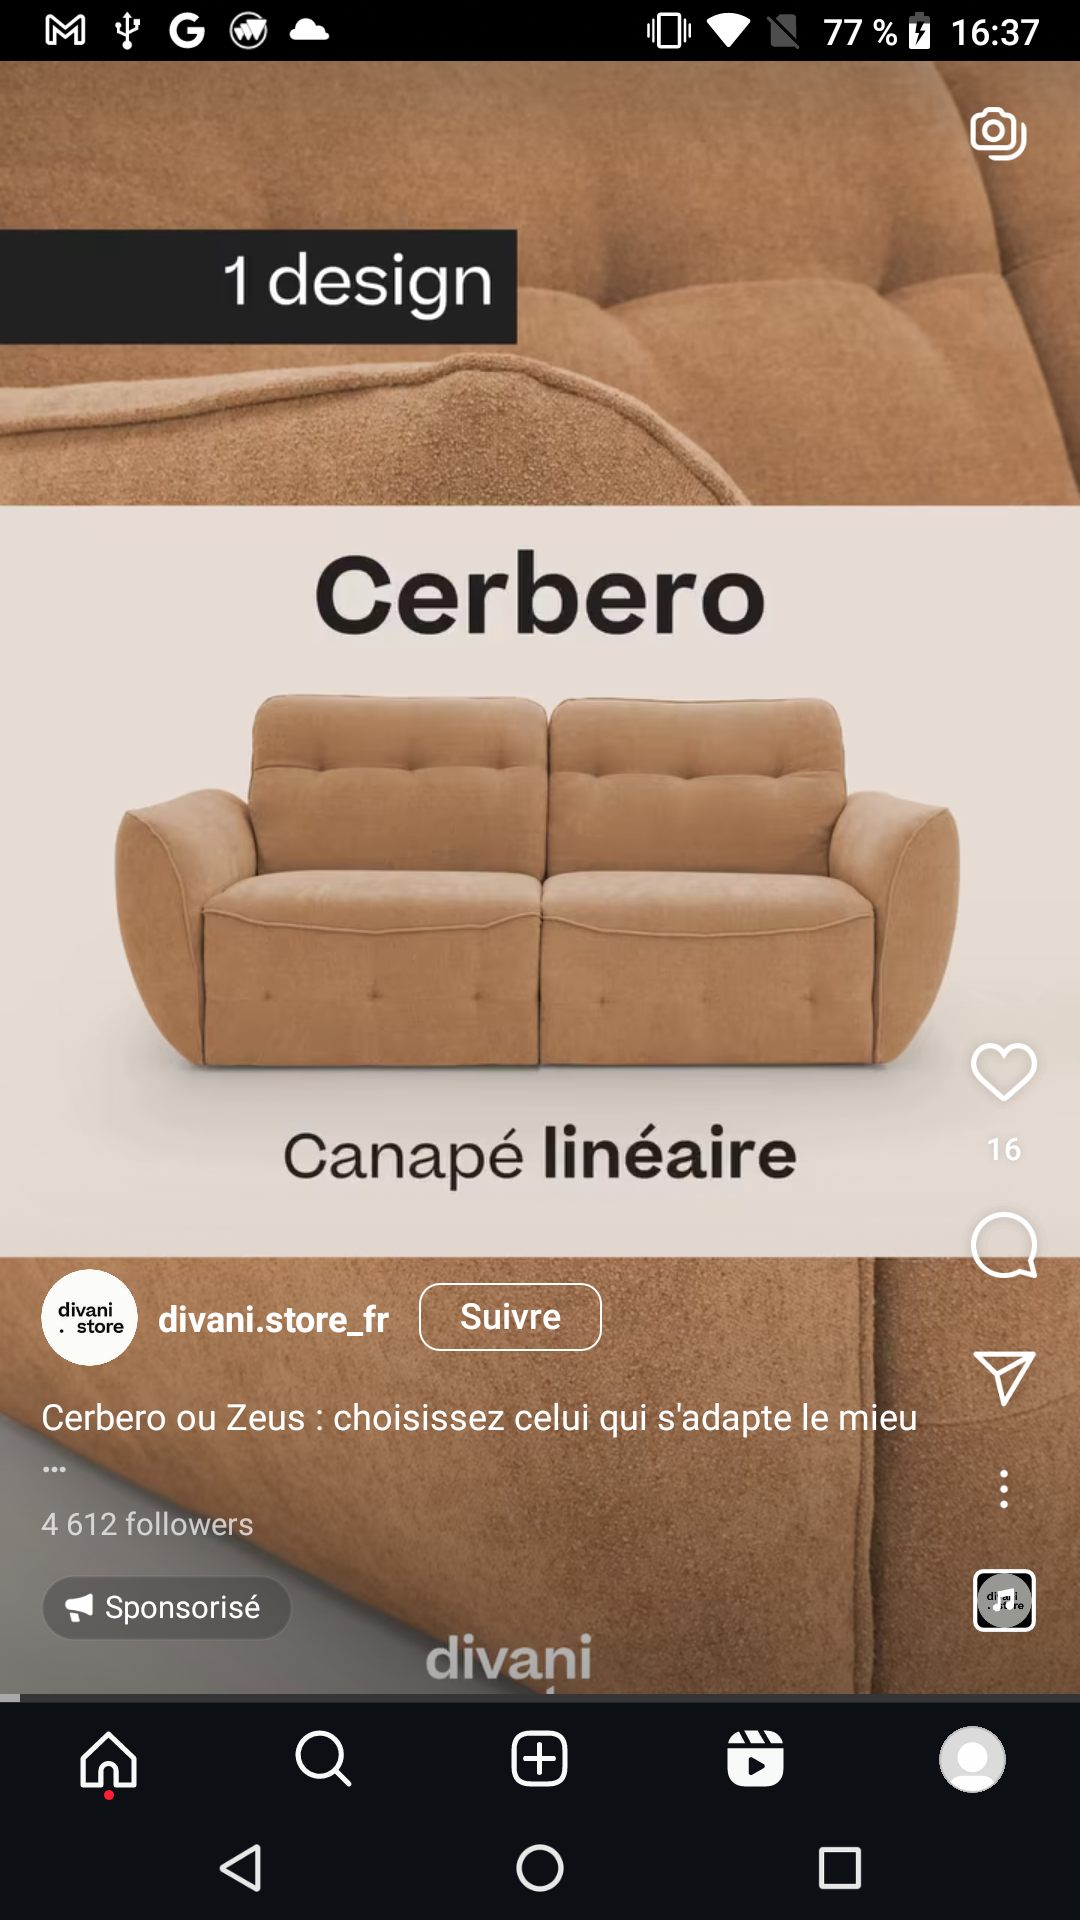 77 %
16:37
1 design
Cerbero
Canapé linéaire
16
divani
. store
divani.store_fr
Suivre
Cerbero ou Zeus : choisissez celui qui s'adapte le mieu
...
4 612 followers
Sponsorisé
divani